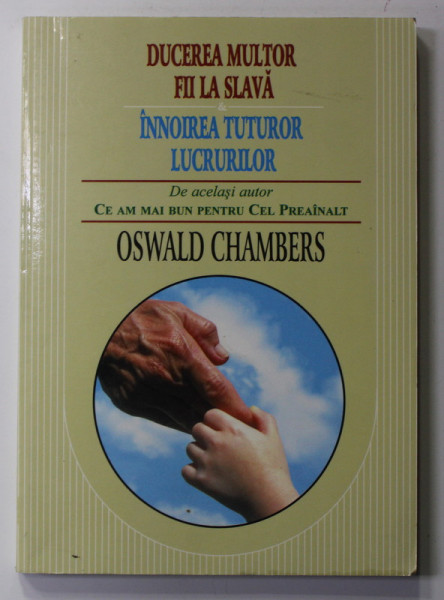 DUCEREA MULTOR
FII LA SLAVĂ
&
ÎNNOIREA TUTUROR
LUCRURILOR
De același autor
CE AM MAI BUN PENTRU CEL PREAÎNALT
OSWALD CHAMBERS